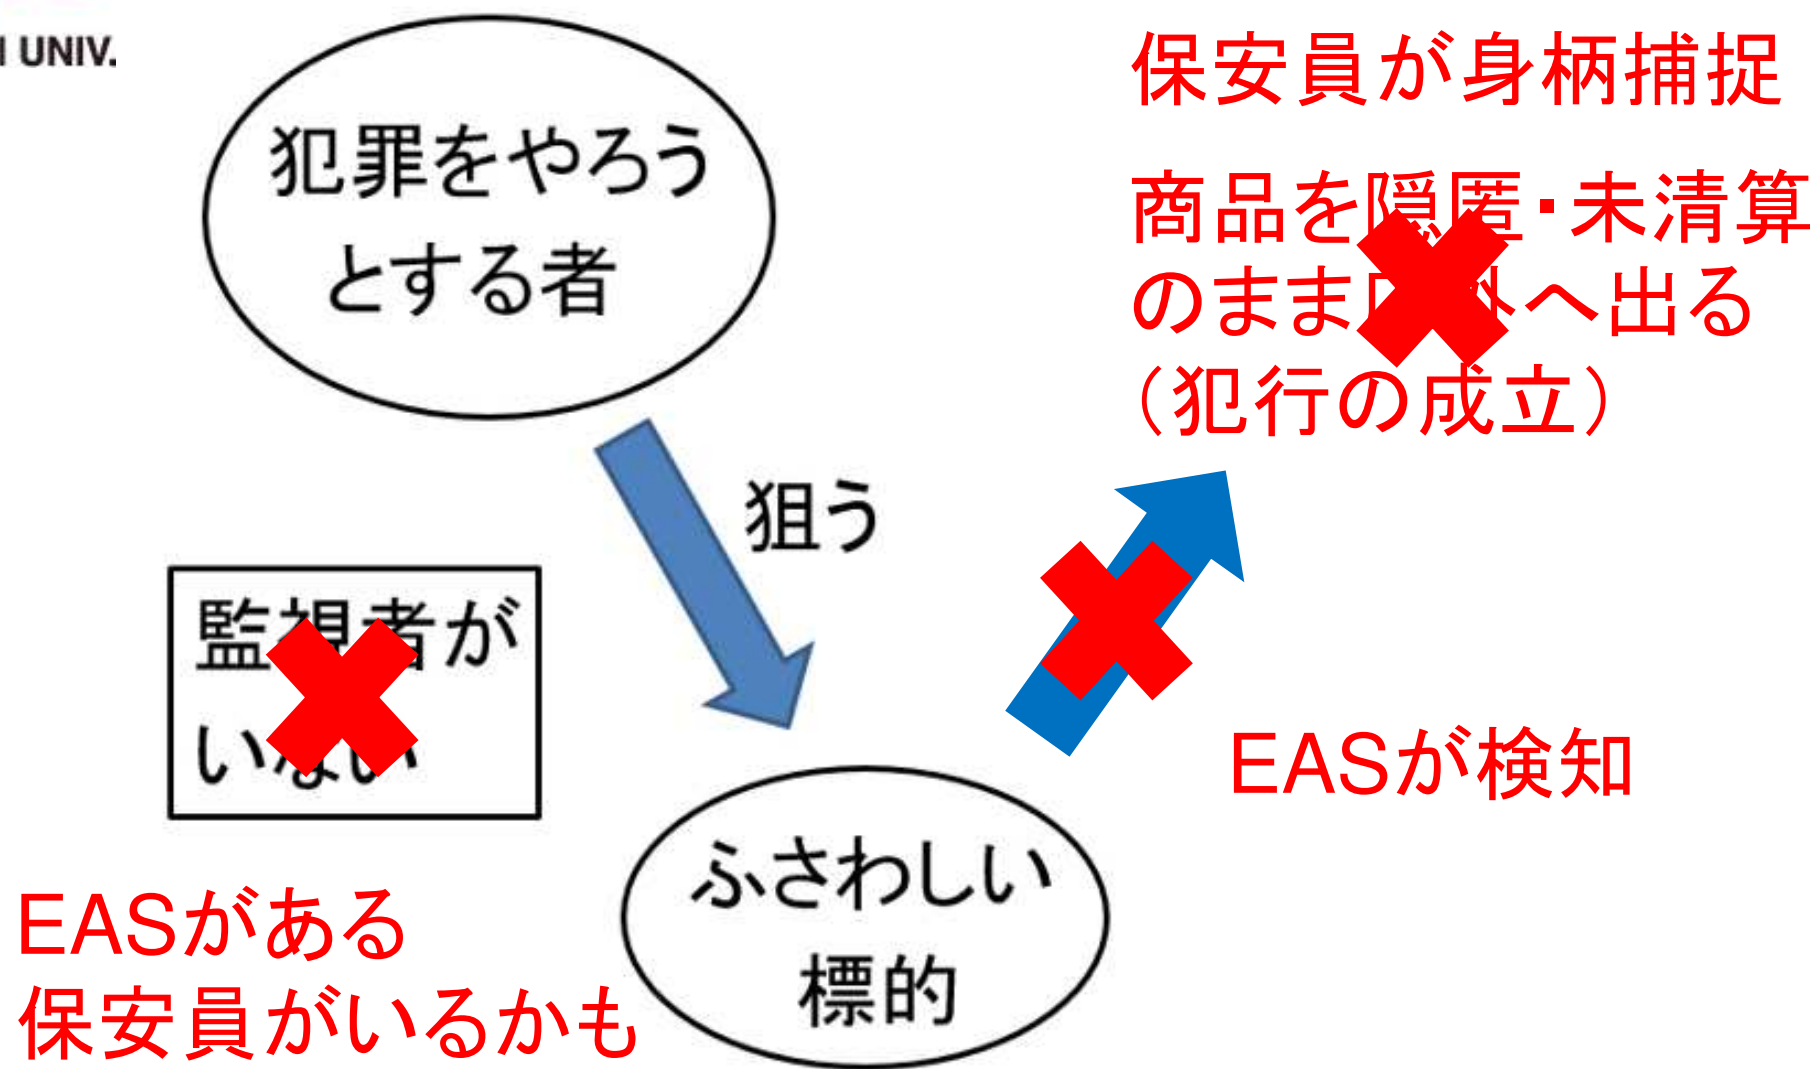 UNIV.
犯罪をやろう
とする者
保安員が身柄捕捉
商品を隠匿・未清算
のまま店外へ出る
(犯行の成立)
狙う
監視者が
いない
EASが検知
ふさわしい
標的
EASがある
保安員がいるかも